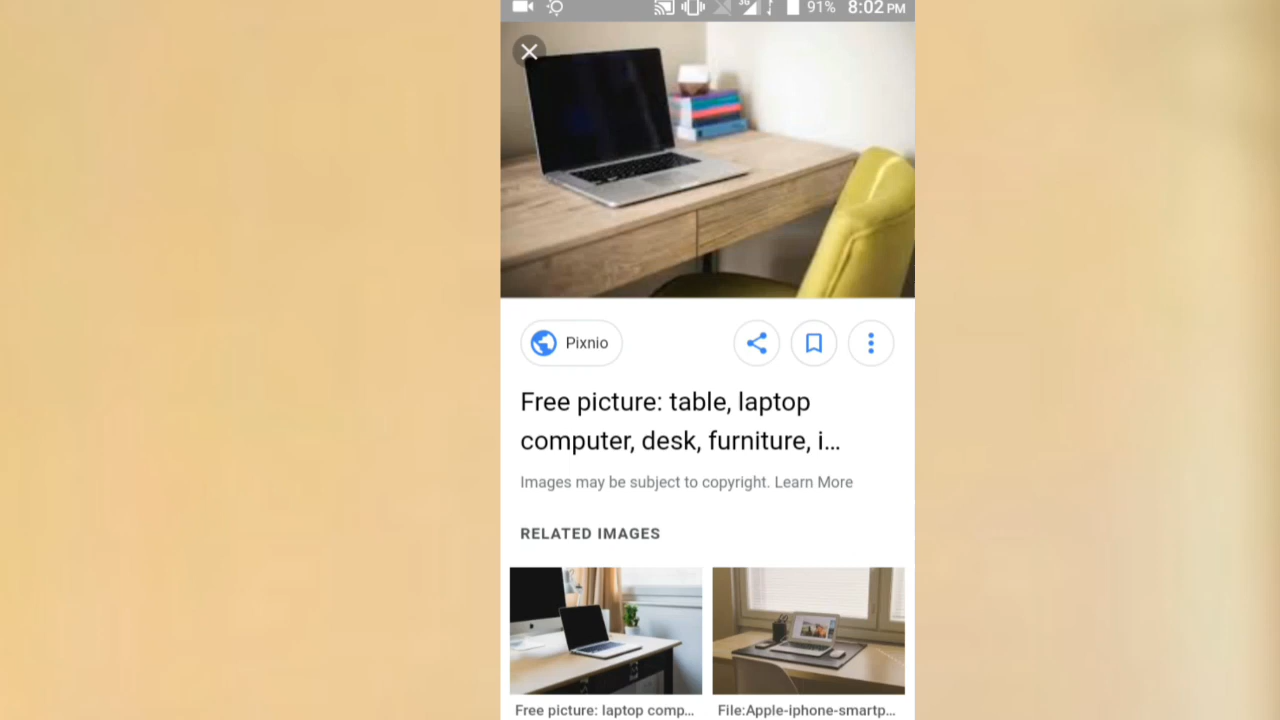 3G 91% 8:02 PM
Pixnio
Free picture: table, laptop
computer, desk, furniture, i...
Images may be subject to copyright. Learn More
RELATED IMAGES
Free picture: laptop comp...
File:Apple-iphone-smartp...